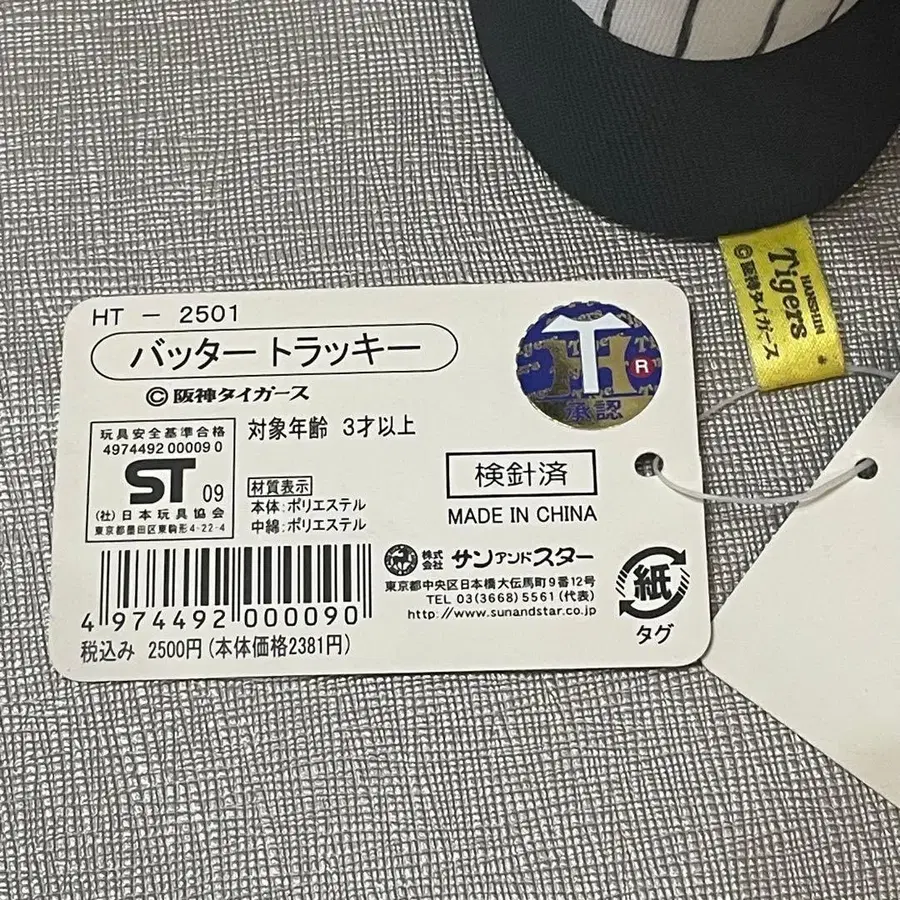 HT - 2501
バッター トラッキー
©阪神タイガース
玩具安全基準合格
4974492 00009 0
ST 09
(社)日本玩具協会
東京都墨田区東駒形4-22-4
対象年齢 3才以上
材質表示
本体:ポリエステル
中綿:ポリエステル
4 974492 000090
税込み 2500円(本体価格2381円)
TH
R
承認
検針済
MADE IN CHINA
株式会社 サンアンドスター
東京都中央区日本橋大伝馬町9番12号
TEL 03(3668)5561(代表)
http://www.sunandstar.co.jp
紙
タグ
HANSHIN
Tigers
©阪神タイガース